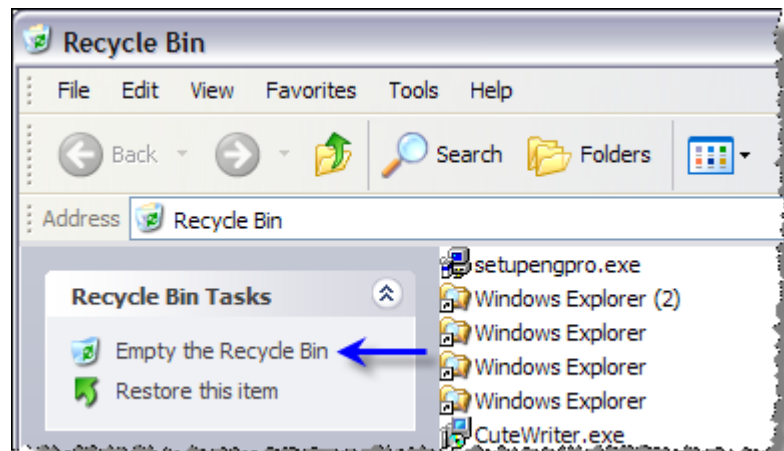 Recycle Bin
File Edit View Favorites Tools Help
Back Search Folders
Address Recycle Bin
Recycle Bin Tasks
Empty the Recycle Bin
Restore this item
setupengpro.exe
Windows Explorer (2)
Windows Explorer
Windows Explorer
Windows Explorer
CuteWriter.exe